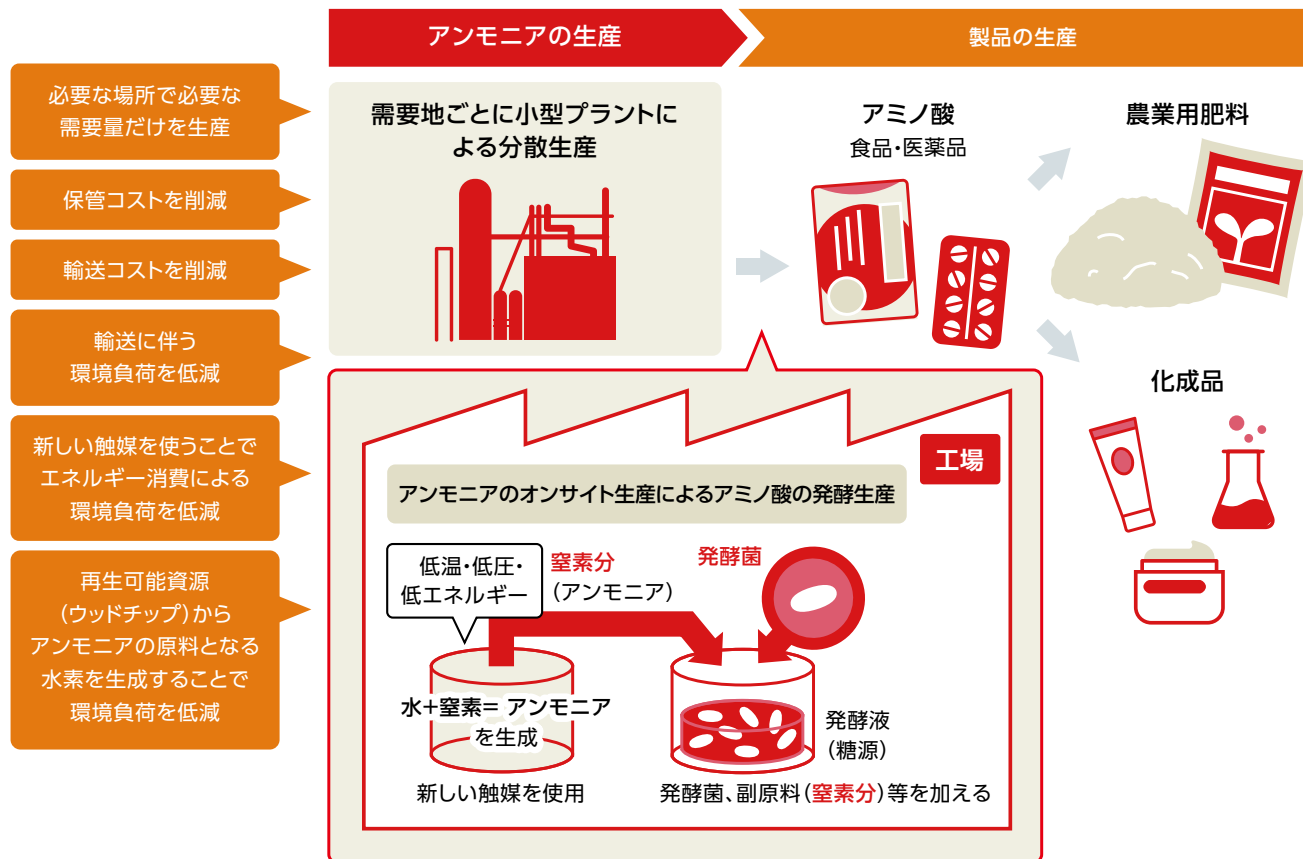 アンモニアの生産
製品の生産
必要な場所で必要な
需要量だけを生産
保管コストを削減
輸送コストを削減
輸送に伴う
環境負荷を低減
新しい触媒を使うことで
エネルギー消費による
環境負荷を低減
再生可能資源
(ウッドチップ)から
アンモニアの原料となる
水素を生成することで
環境負荷を低減
需要地ごとに小型プラントに
よる分散生産
アミノ酸
食品・医薬品
農業用肥料
化成品
工場
アンモニアのオンサイト生産によるアミノ酸の発酵生産
低温・低圧・
低エネルギー
窒素分
(アンモニア)
発酵菌
水+窒素= アンモニア
を生成
新しい触媒を使用
発酵液
(糖源)
発酵菌、副原料(窒素分)等を加える